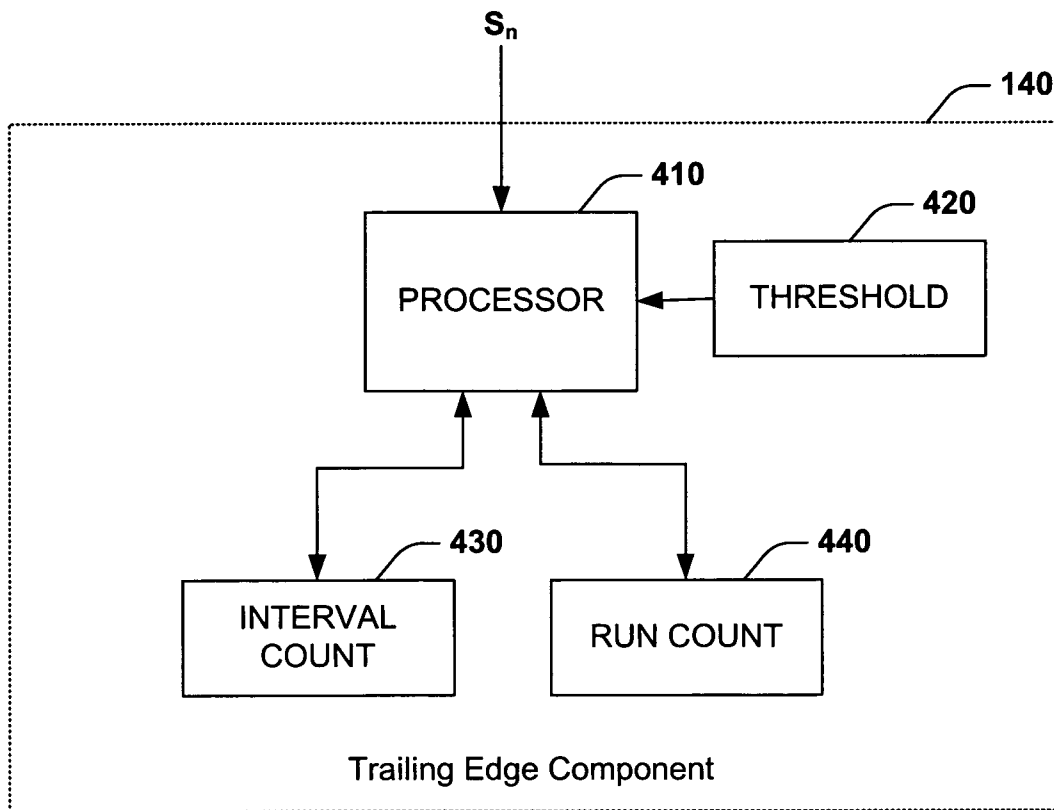 Sₙ
140
410
PROCESSOR
420
THRESHOLD
430
INTERVAL
COUNT
440
RUN COUNT
Trailing Edge Component